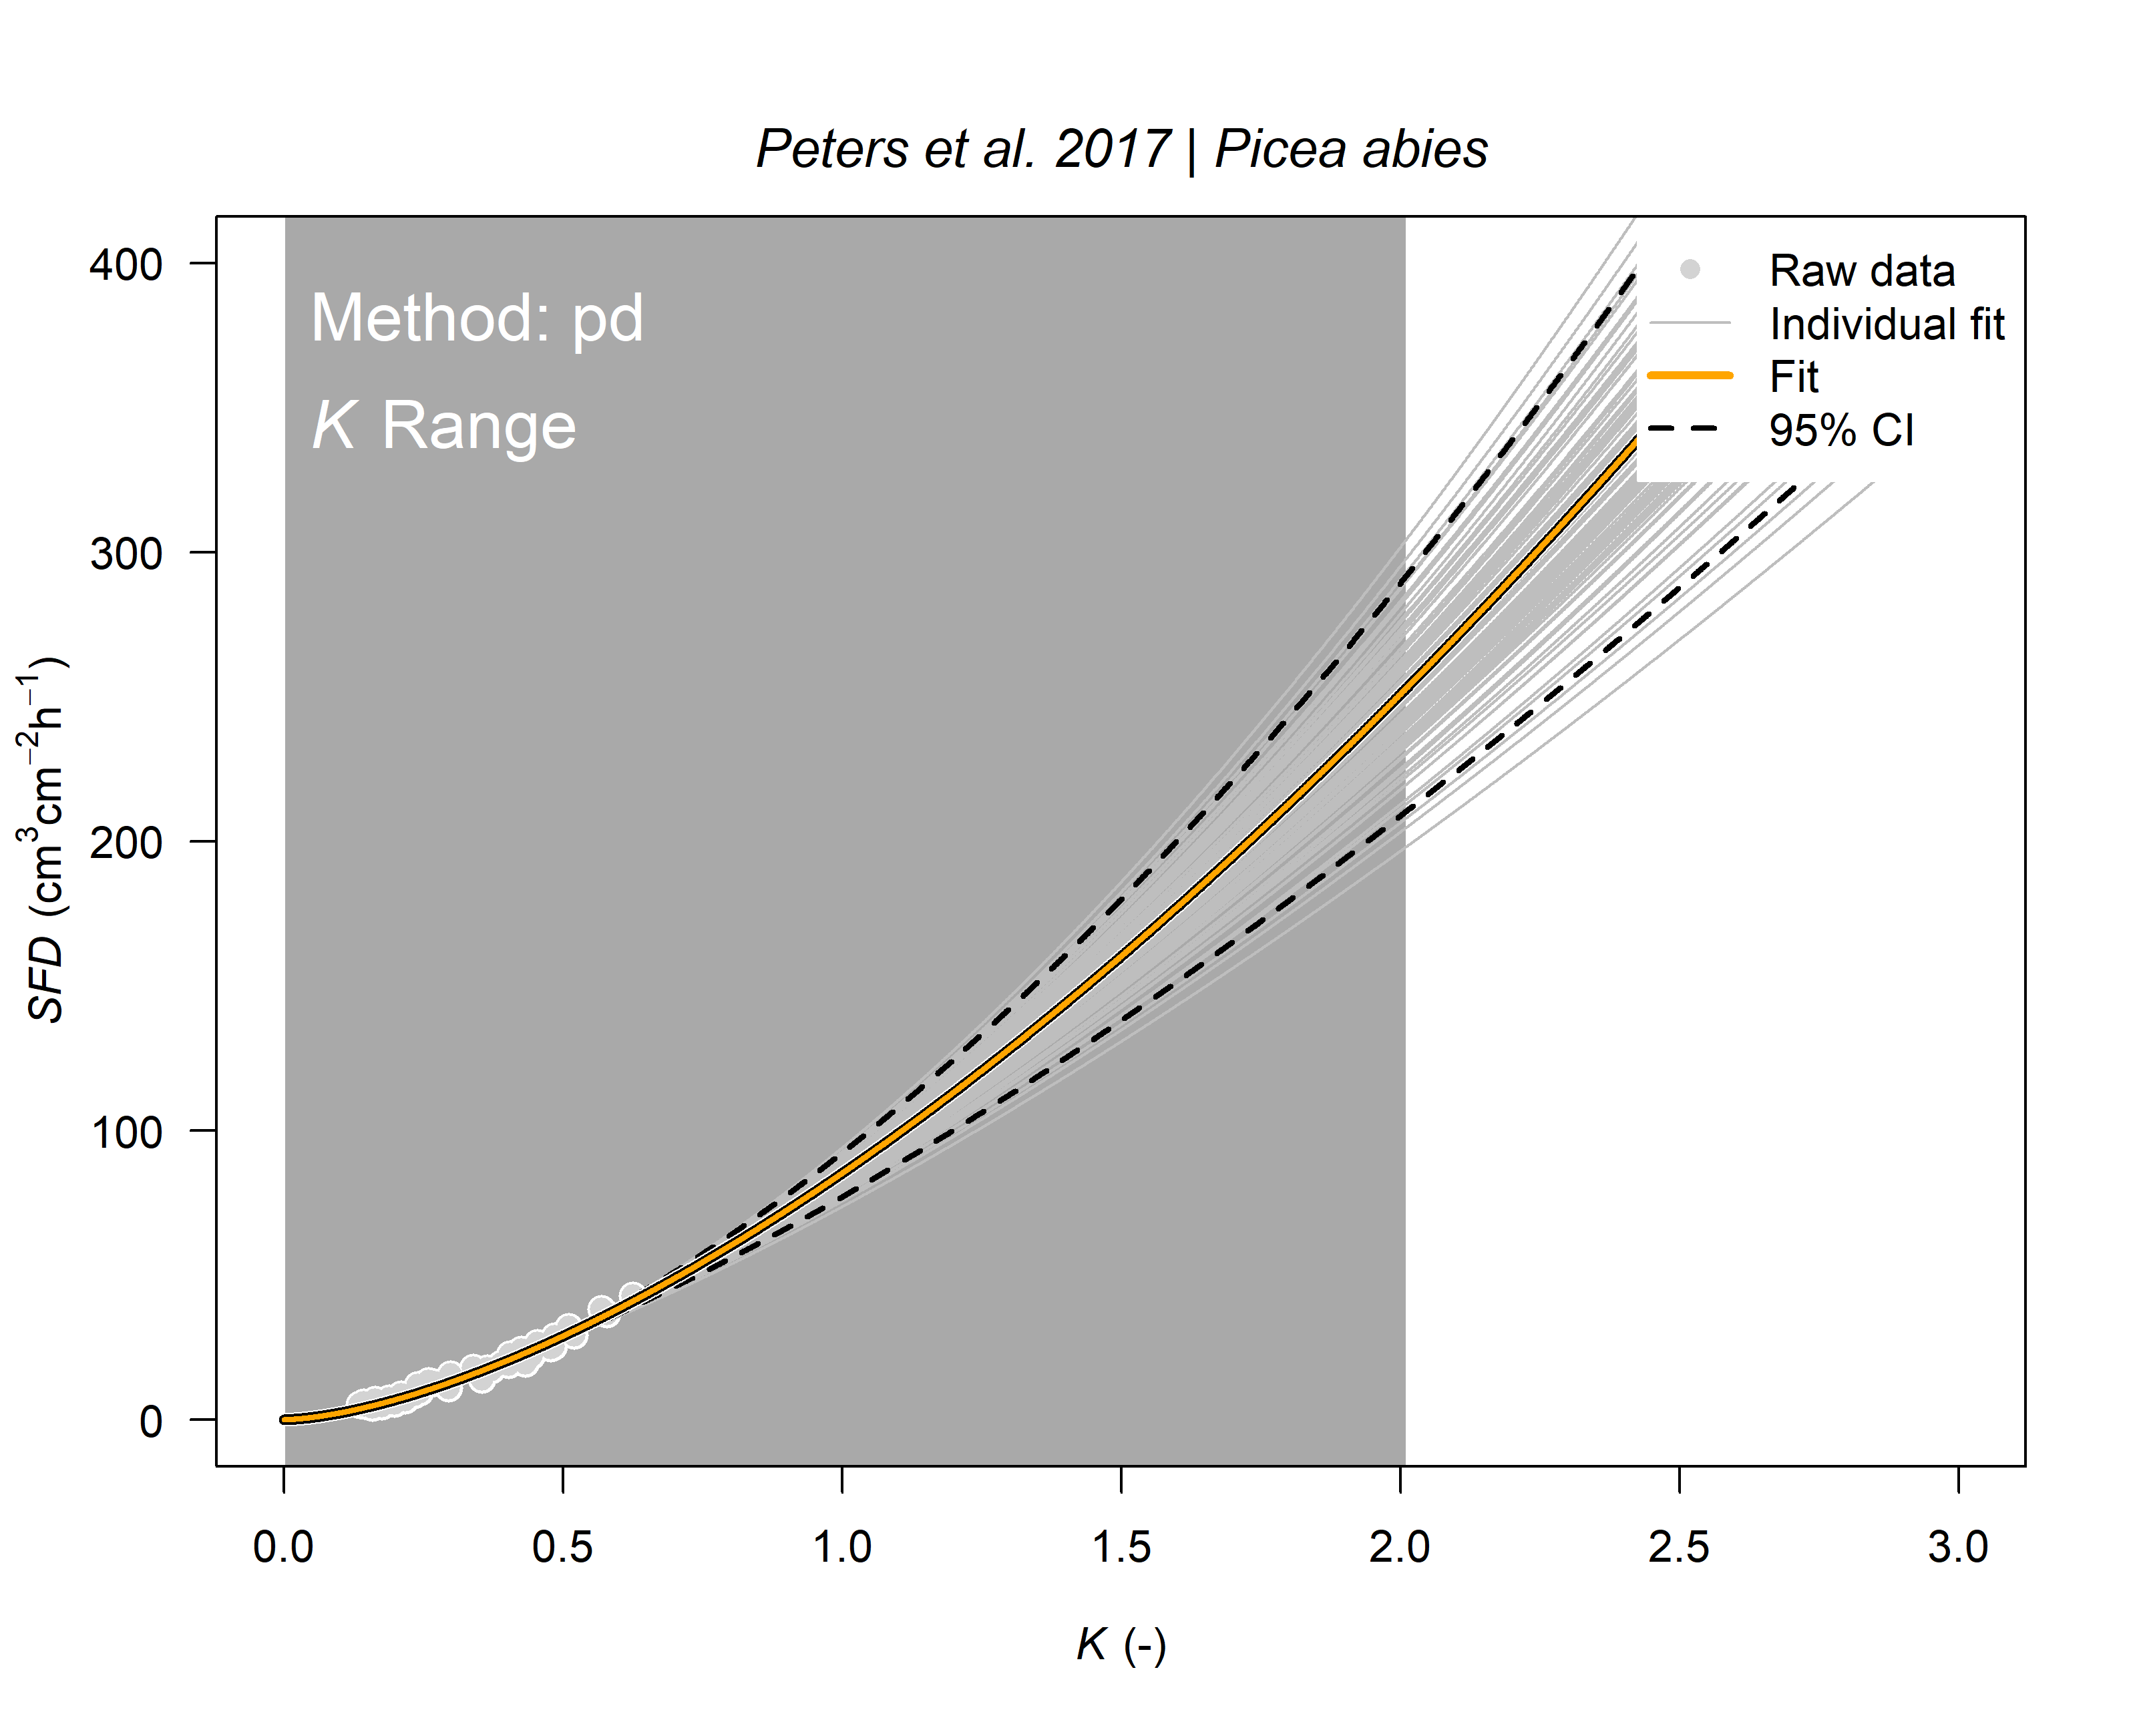 Peters et al. 2017 | Picea abies
Method: pd
K Range
Raw data
Individual fit
Fit
95% CI
SFD (cm³cm⁻²h⁻¹)
400
300
200
100
0
0.0 0.5 1.0 1.5 2.0 2.5 3.0
K (-)